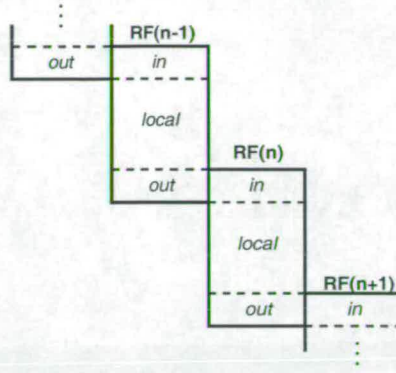 RF(n-1)
out in
local
RF(n)
out in
local
RF(n+1)
out in